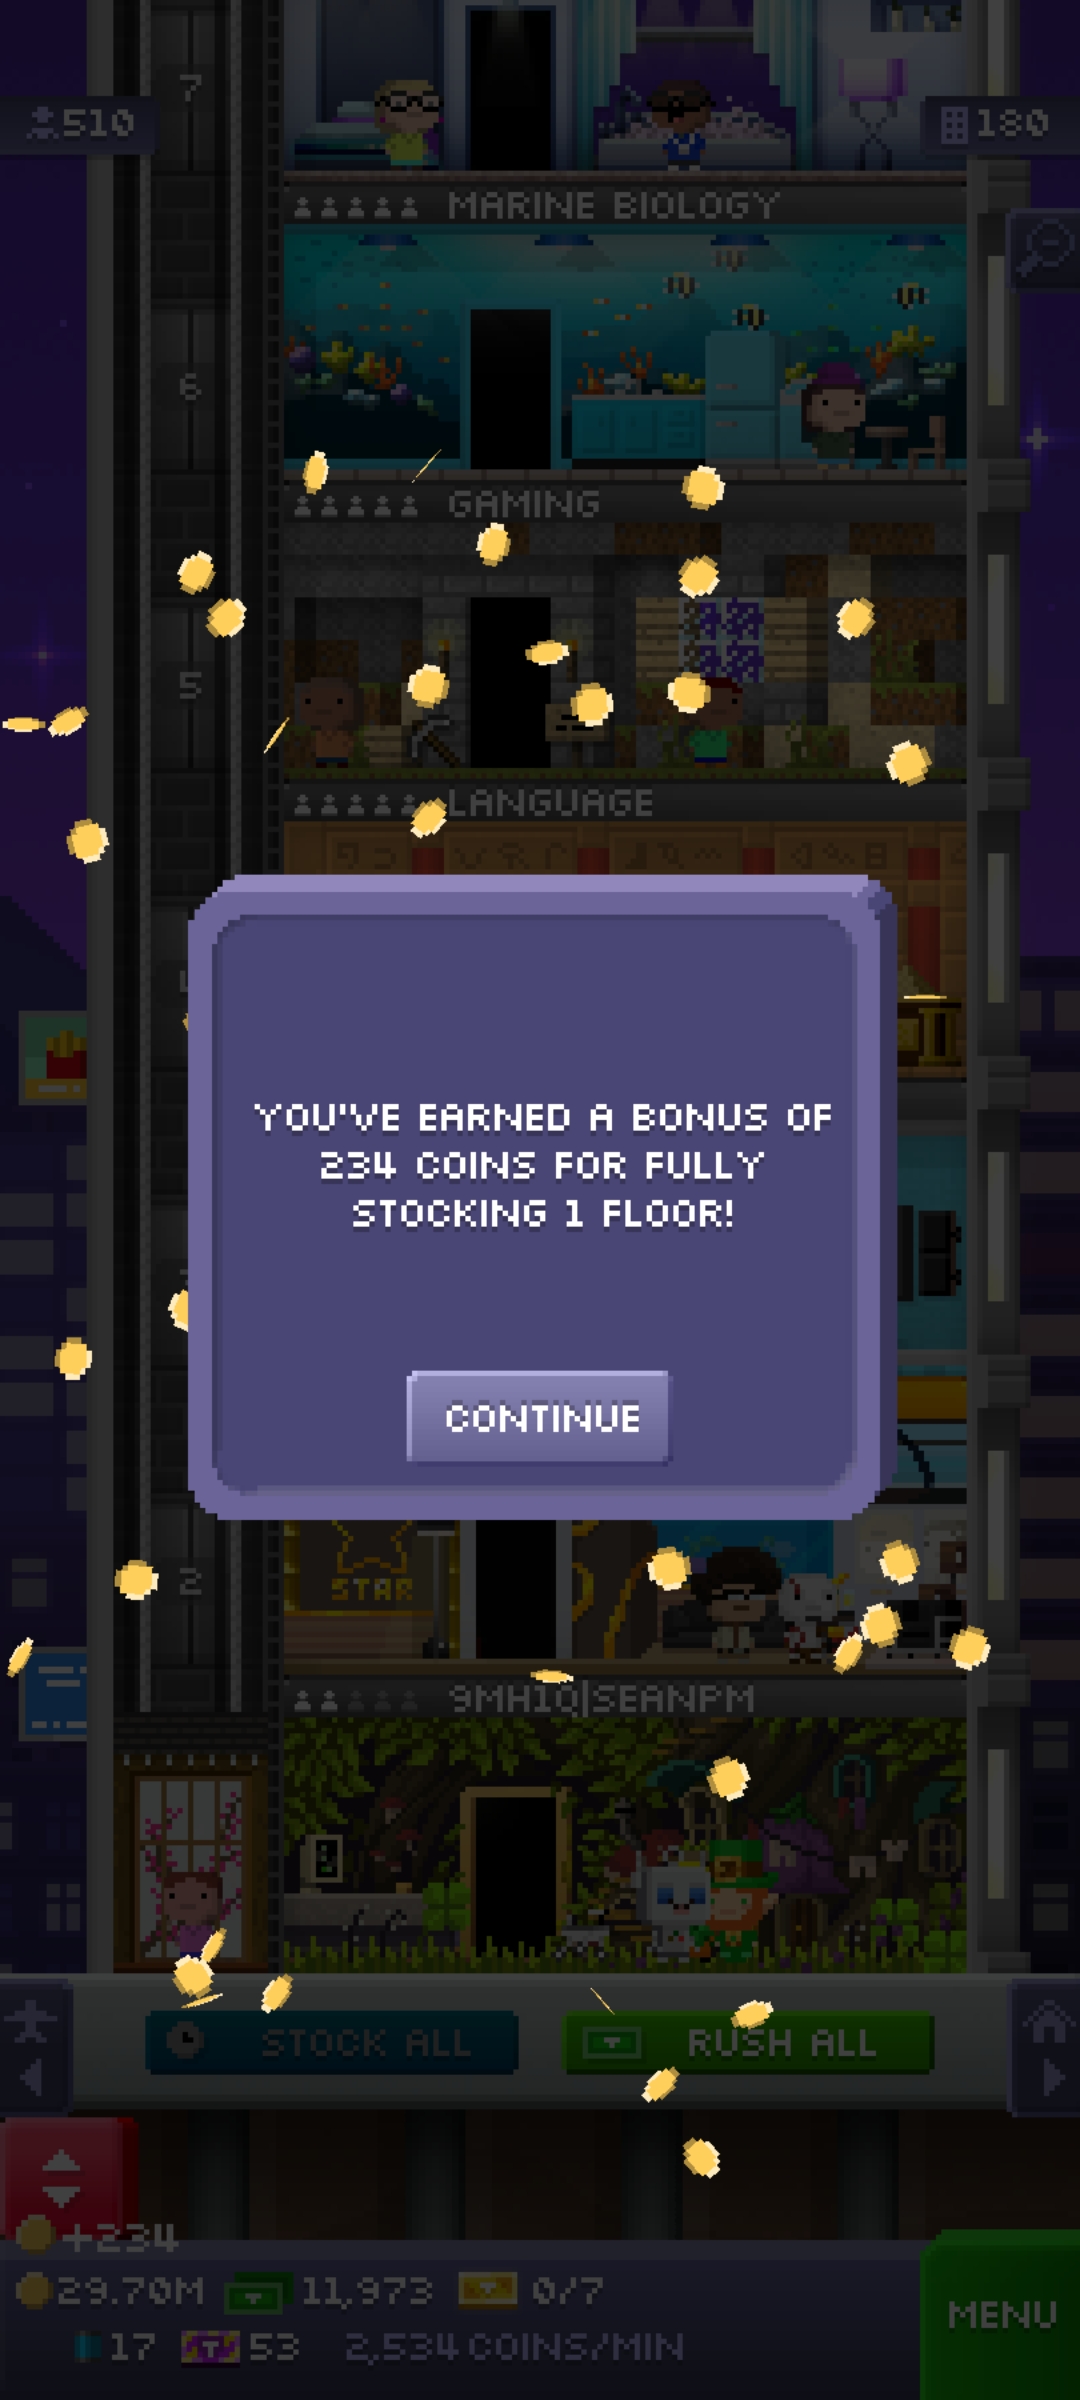 7
510
180
MARINE BIOLOGY
6
GAMING
5
LANGUAGE
YOU'VE EARNED A BONUS OF
234 COINS FOR FULLY
STOCKING 1 FLOOR!
CONTINUE
2
STAR
9MH1Q|SEANPM
STOCK ALL
RUSH ALL
+234
29.70M
11,973
0/7
MENU
17
53
2,534 COINS/MIN